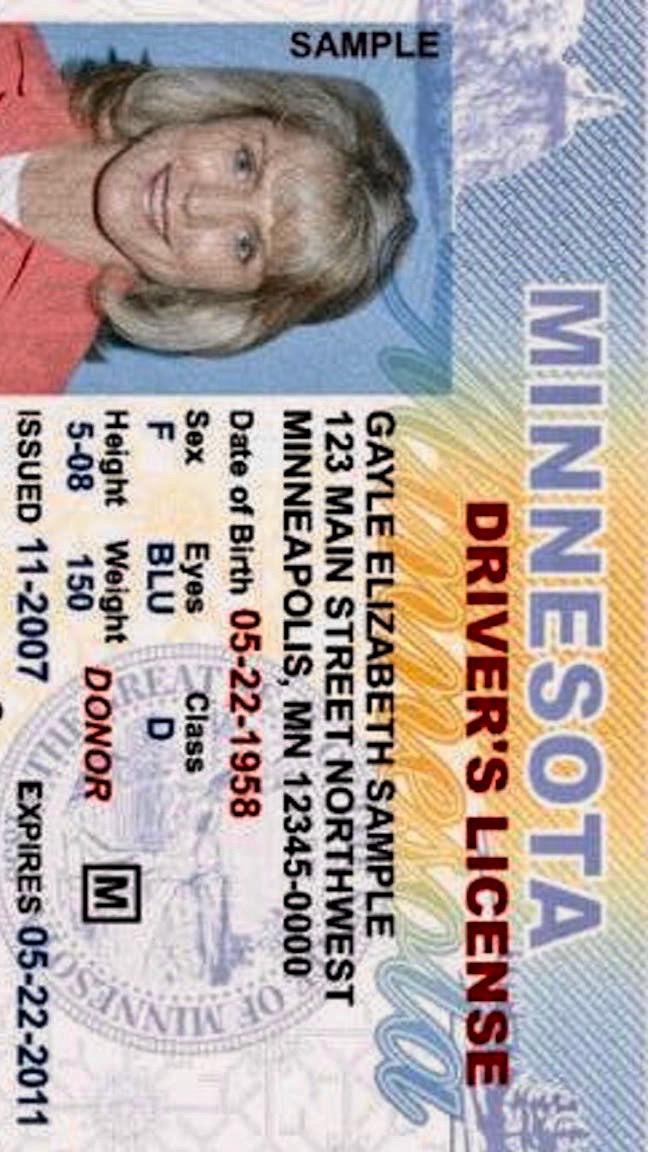 MINNESOTA
DRIVER'S LICENSE
SAMPLE
GAYLE ELIZABETH SAMPLE
123 MAIN STREET NORTHWEST
MINNEAPOLIS, MN 12345-0000
Date of Birth 05-22-1958
Sex Eyes Class
F BLU D
Height Weight
5-08 150 DONOR M
ISSUED 11-2007 EXPIRES 05-22-2011
Minnesota
THE GREAT SEAL OF MINNESO